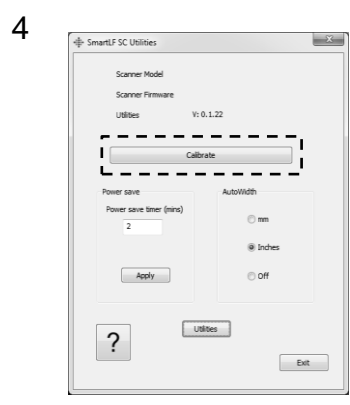 4
SmartLF SC Utilities
Scanner Model
Scanner Firmware
Utilities V: 0.1.22
Calibrate
Power save
Power save timer (mins)
2
Apply
AutoWidth
mm
Inches
Off
?
Utilities
Exit